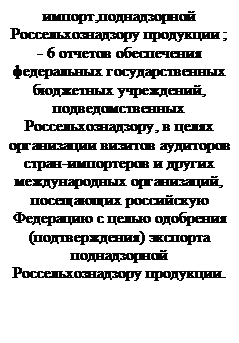 импорт,поднадзорной
Россельхознадзору продукции ;
- 6 отчетов обеспечения
федеральных государственных
бюджетных учреждений,
подведомственных
Россельхознадзору, в целях
организации визитов аудиторов
стран-импортеров и других
международных организаций,
посещающих российскую
Федерацию с целью одобрения
(подтверждения) экспорта
поднадзорной
Россельхознадзору продукции.